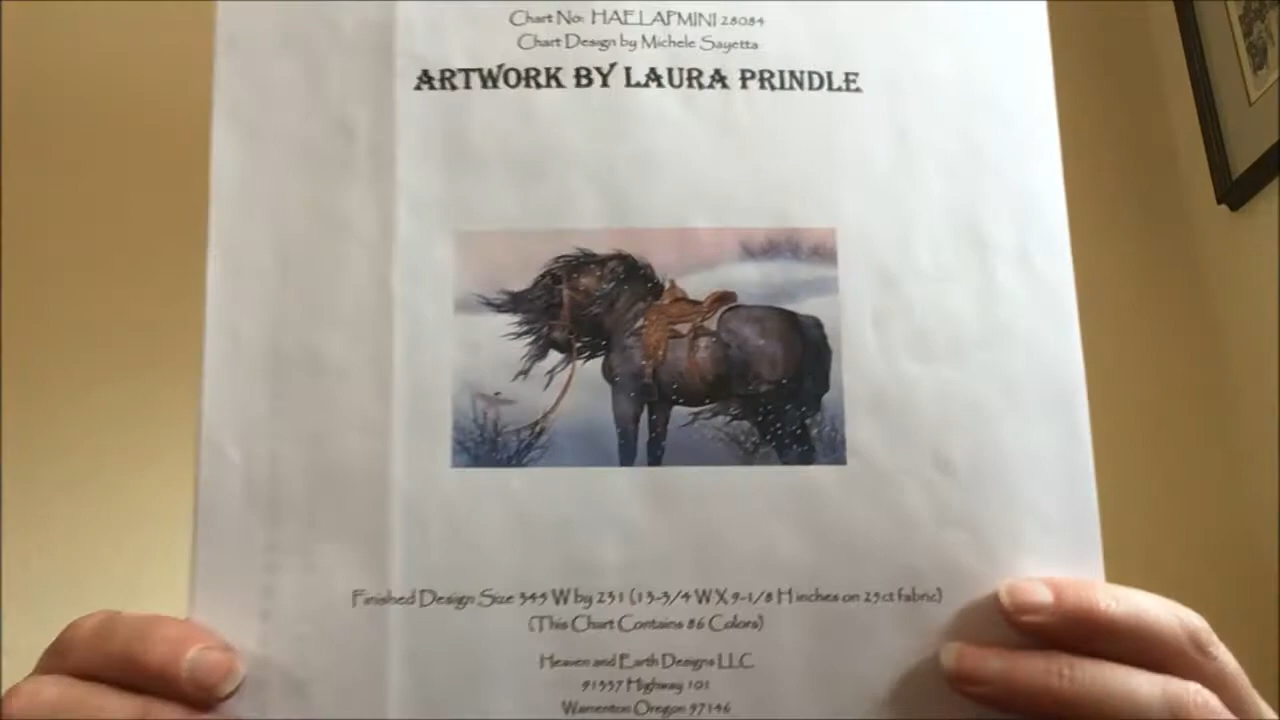 Chart No: HAELAPMINI 28084
Chart Design by Michele Sayetta
ARTWORK BY LAURA PRINDLE
Finished Design Size 345 W by 231 (13-3/4 W X 9-1/8 H inches on 25ct fabric)
(This Chart Contains 86 Colors)
Heaven and Earth Designs LLC
91557 Highway 101
Warrenton Oregon 97146